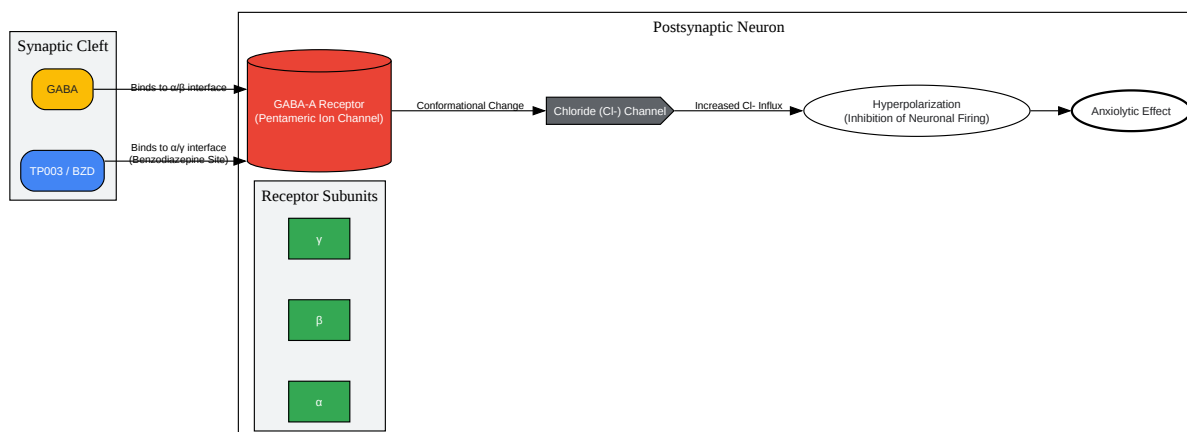 Postsynaptic Neuron
Synaptic Cleft
GABA
Binds to α/β interface
GABA-A Receptor
(Pentameric Ion Channel)
Conformational Change
Chloride (Cl-) Channel
Increased Cl- Influx
Hyperpolarization
(Inhibition of Neuronal Firing)
Anxiolytic Effect
TP003 / BZD
Binds to α/γ interface
(Benzodiazepine Site)
Receptor Subunits
γ
β
α